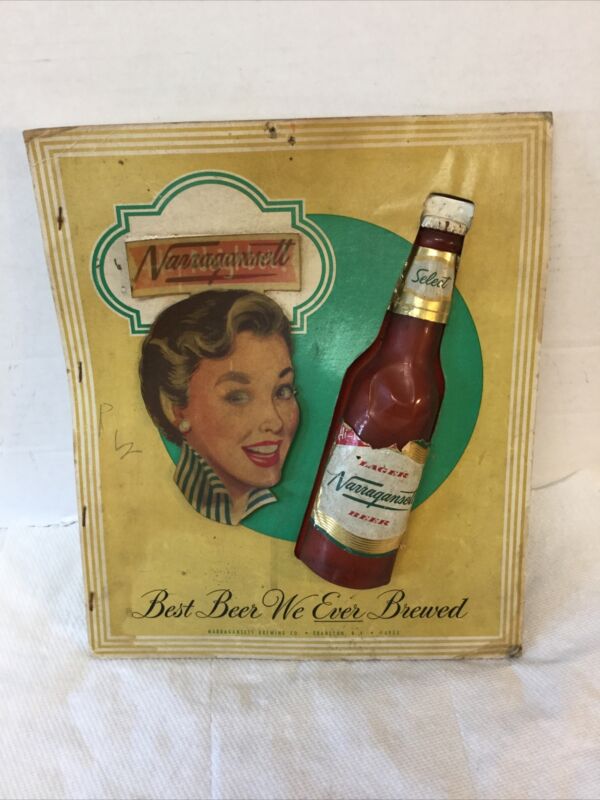 Narragansett
Select
LAGER
Narragansett
BEER
Best Beer We Ever Brewed
NARRAGANSETT BREWING CO. • CRANSTON, R. I.